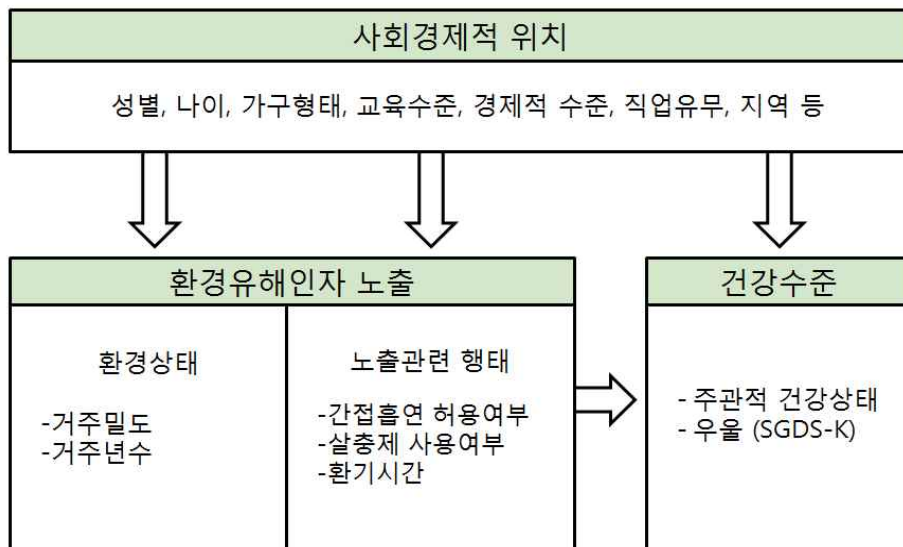 사회경제적 위치
성별, 나이, 가구형태, 교육수준, 경제적 수준, 직업유무, 지역 등
환경유해인자 노출
환경상태
-거주밀도
-거주년수
노출관련 행태
-간접흡연 허용여부
-살충제 사용여부
-환기시간
건강수준
- 주관적 건강상태
- 우울 (SGDS-K)